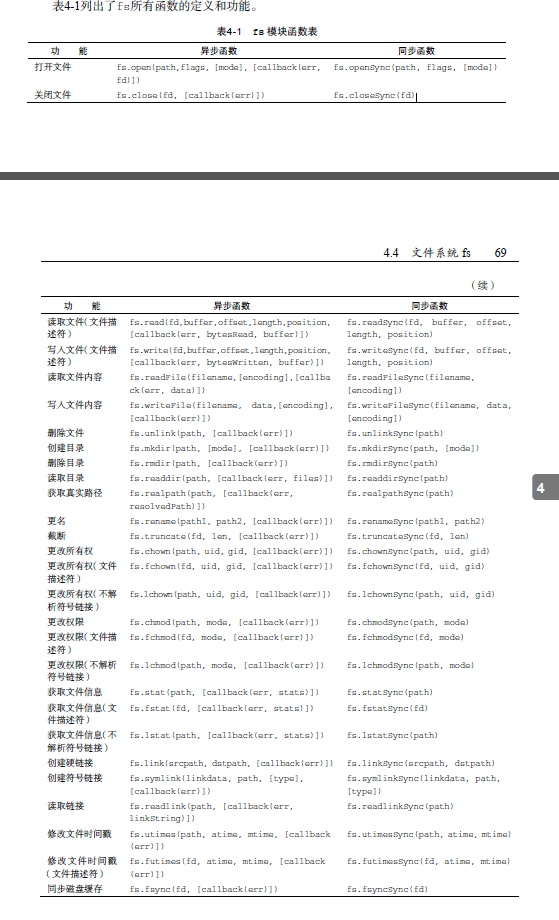 表4-1列出了fs所有函数的定义和功能。
表4-1 fs 模块函数表
功 能 异步函数 同步函数
打开文件 fs.open(path,flags, [mode], [callback(err, fs.openSync(path, flags, [mode])
fd)])
关闭文件 fs.close(fd, [callback(err)]) fs.closeSync(fd)
4.4 文件系统 fs 69
（续）
功 能 异步函数 同步函数
读取文件(文件描 fs.read(fd,buffer,offset,length,position, fs.readSync(fd, buffer, offset,
述符) [callback(err, bytesRead, buffer)]) length, position)
写入文件(文件描 fs.write(fd,buffer,offset,length,position, fs.writeSync(fd, buffer, offset,
述符) [callback(err, bytesWritten, buffer)]) length, position)
读取文件内容 fs.readFile(filename,[encoding],[callba fs.readFileSync(filename,
ck(err, data)]) [encoding])
写入文件内容 fs.writeFile(filename, data,[encoding], fs.writeFileSync(filename, data,
[callback(err)]) [encoding])
删除文件 fs.unlink(path, [callback(err)]) fs.unlinkSync(path)
创建目录 fs.mkdir(path, [mode], [callback(err)]) fs.mkdirSync(path, [mode])
删除目录 fs.rmdir(path, [callback(err)]) fs.rmdirSync(path)
读取目录 fs.readdir(path, [callback(err, files)]) fs.readdirSync(path)
获取真实路径 fs.realpath(path, [callback(err, fs.realpathSync(path)
resolvedPath)])
更名 fs.rename(path1, path2, [callback(err)]) fs.renameSync(path1, path2)
截断 fs.truncate(fd, len, [callback(err)]) fs.truncateSync(fd, len)
更改所有权 fs.chown(path, uid, gid, [callback(err)]) fs.chownSync(path, uid, gid)
更改所有权(文件 fs.fchown(fd, uid, gid, [callback(err)]) fs.fchownSync(fd, uid, gid)
描述符)
更改所有权(不解 fs.lchown(path, uid, gid, [callback(err)]) fs.lchownSync(path, uid, gid)
析符号链接)
更改权限 fs.chmod(path, mode, [callback(err)]) fs.chmodSync(path, mode)
更改权限(文件描 fs.fchmod(fd, mode, [callback(err)]) fs.fchmodSync(fd, mode)
述符)
更改权限(不解析 fs.lchmod(path, mode, [callback(err)]) fs.lchmodSync(path, mode)
符号链接)
获取文件信息 fs.stat(path, [callback(err, stats)]) fs.statSync(path)
获取文件信息(文 fs.fstat(fd, [callback(err, stats)]) fs.fstatSync(fd)
件描述符)
获取文件信息(不 fs.lstat(path, [callback(err, stats)]) fs.lstatSync(path)
解析符号链接)
创建硬链接 fs.link(srcpath, dstpath, [callback(err)]) fs.linkSync(srcpath, dstpath)
创建符号链接 fs.symlink(linkdata, path, [type], fs.symlinkSync(linkdata, path,
[callback(err)]) [type])
读取链接 fs.readlink(path, [callback(err, fs.readlinkSync(path)
linkString)])
修改文件时间戳 fs.utimes(path, atime, mtime, [callback fs.utimesSync(path, atime, mtime)
(err)])
修改文件时间戳 fs.futimes(fd, atime, mtime, [callback fs.futimesSync(fd, atime, mtime)
(文件描述符) (err)])
同步磁盘缓存 fs.fsync(fd, [callback(err)]) fs.fsyncSync(fd)
4